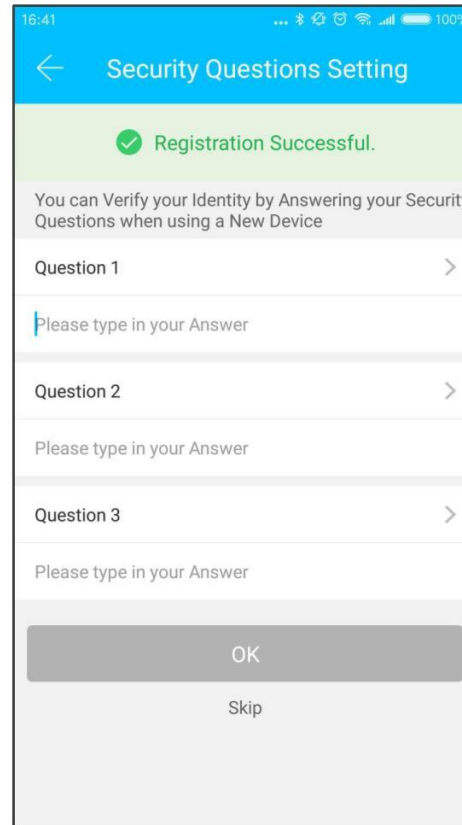 16:41 ... 100%
Security Questions Setting
Registration Successful.
You can Verify your Identity by Answering your Securit
Questions when using a New Device
Question 1
Please type in your Answer
Question 2
Please type in your Answer
Question 3
Please type in your Answer
OK
Skip